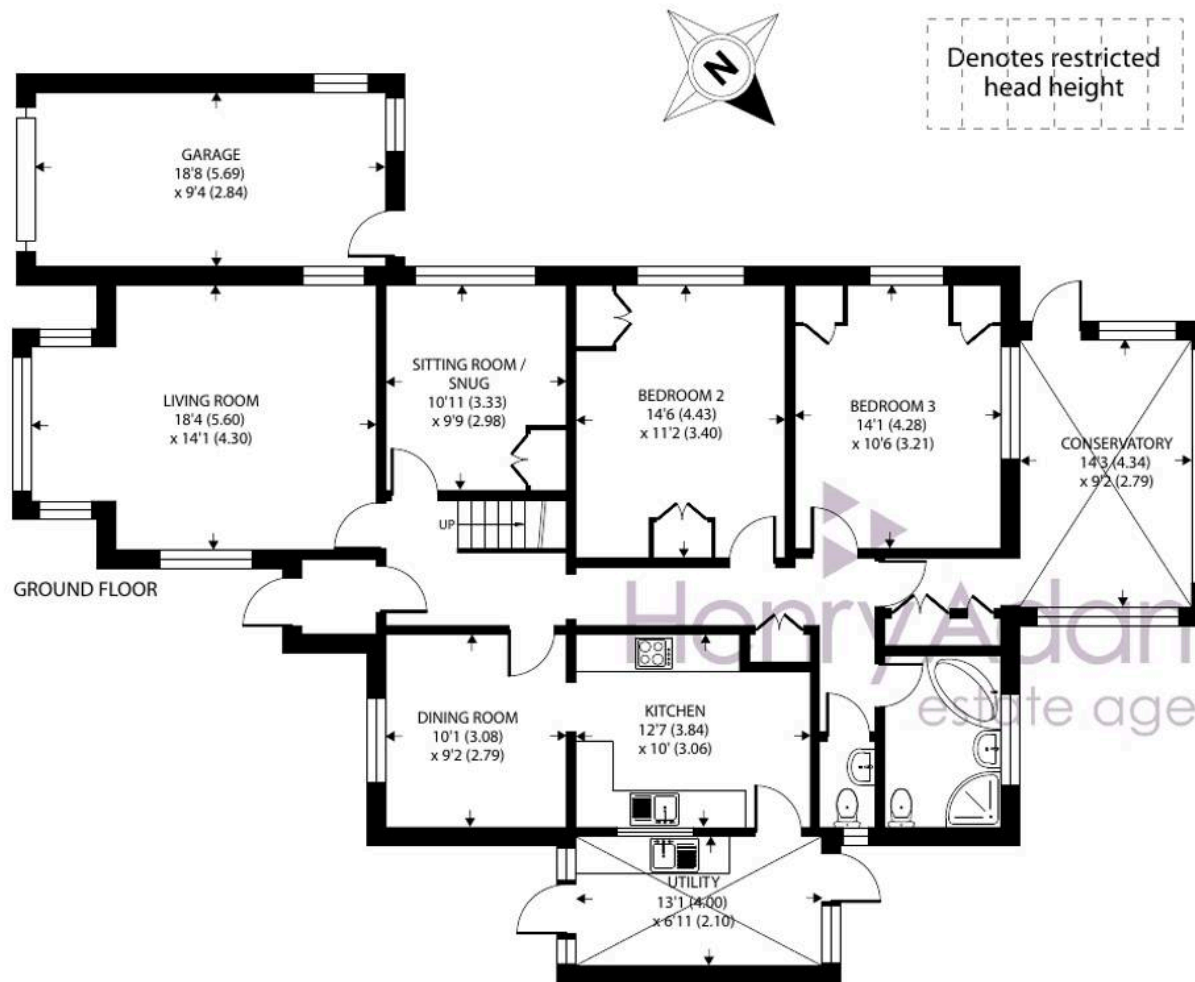 N
Denotes restricted
head height
GARAGE
18'8 (5.69)
x 9'4 (2.84)
LIVING ROOM
18'4 (5.60)
x 14'1 (4.30)
SITTING ROOM /
SNUG
10'11 (3.33)
x 9'9 (2.98)
BEDROOM 2
14'6 (4.43)
x 11'2 (3.40)
BEDROOM 3
14'1 (4.28)
x 10'6 (3.21)
CONSERVATORY
14'3 (4.34)
x 9'2 (2.79)
UP
GROUND FLOOR
DINING ROOM
10'1 (3.08)
x 9'2 (2.79)
KITCHEN
12'7 (3.84)
x 10' (3.06)
UTILITY
13'1 (4.00)
x 6'11 (2.10)
Henry Adam
estate age